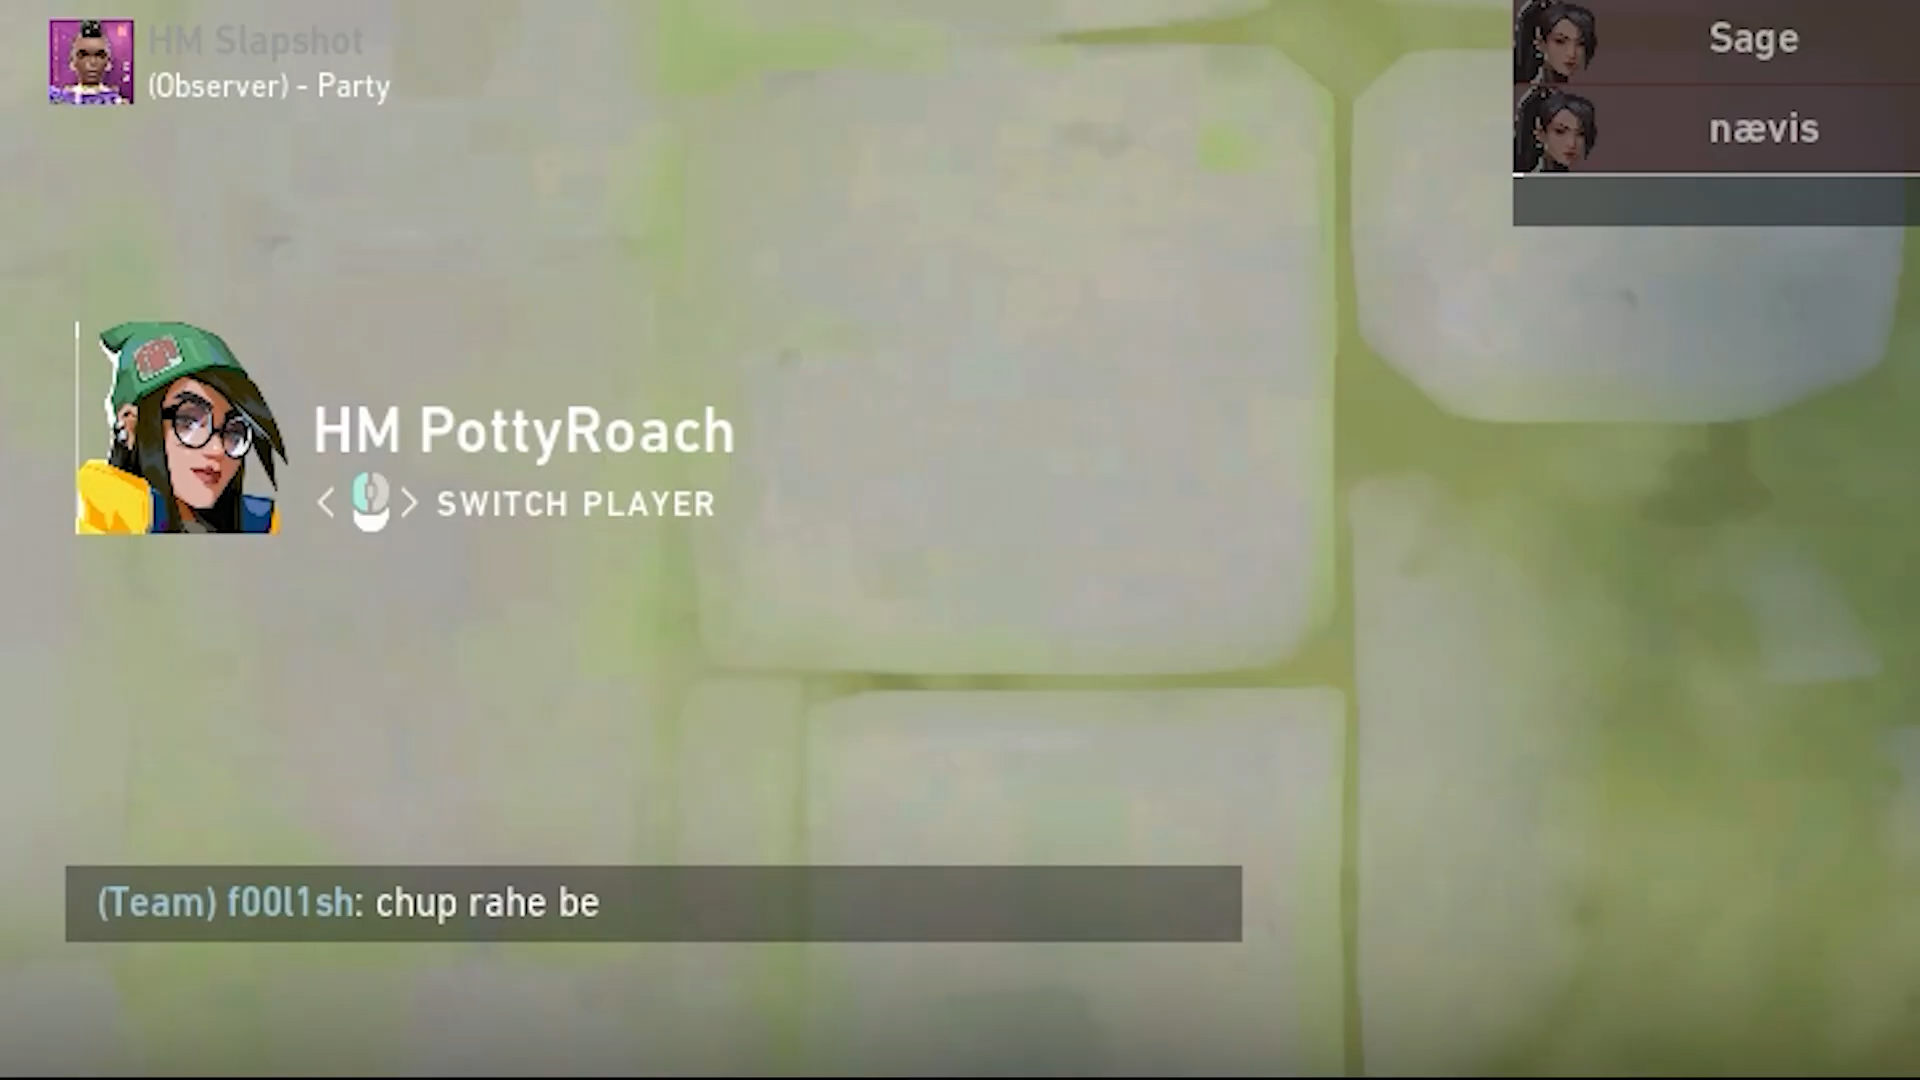 HM Slapshot
(Observer) - Party
Sage
nævis
HM PottyRoach
< > SWITCH PLAYER
(Team) f00l1sh: chup rahe be